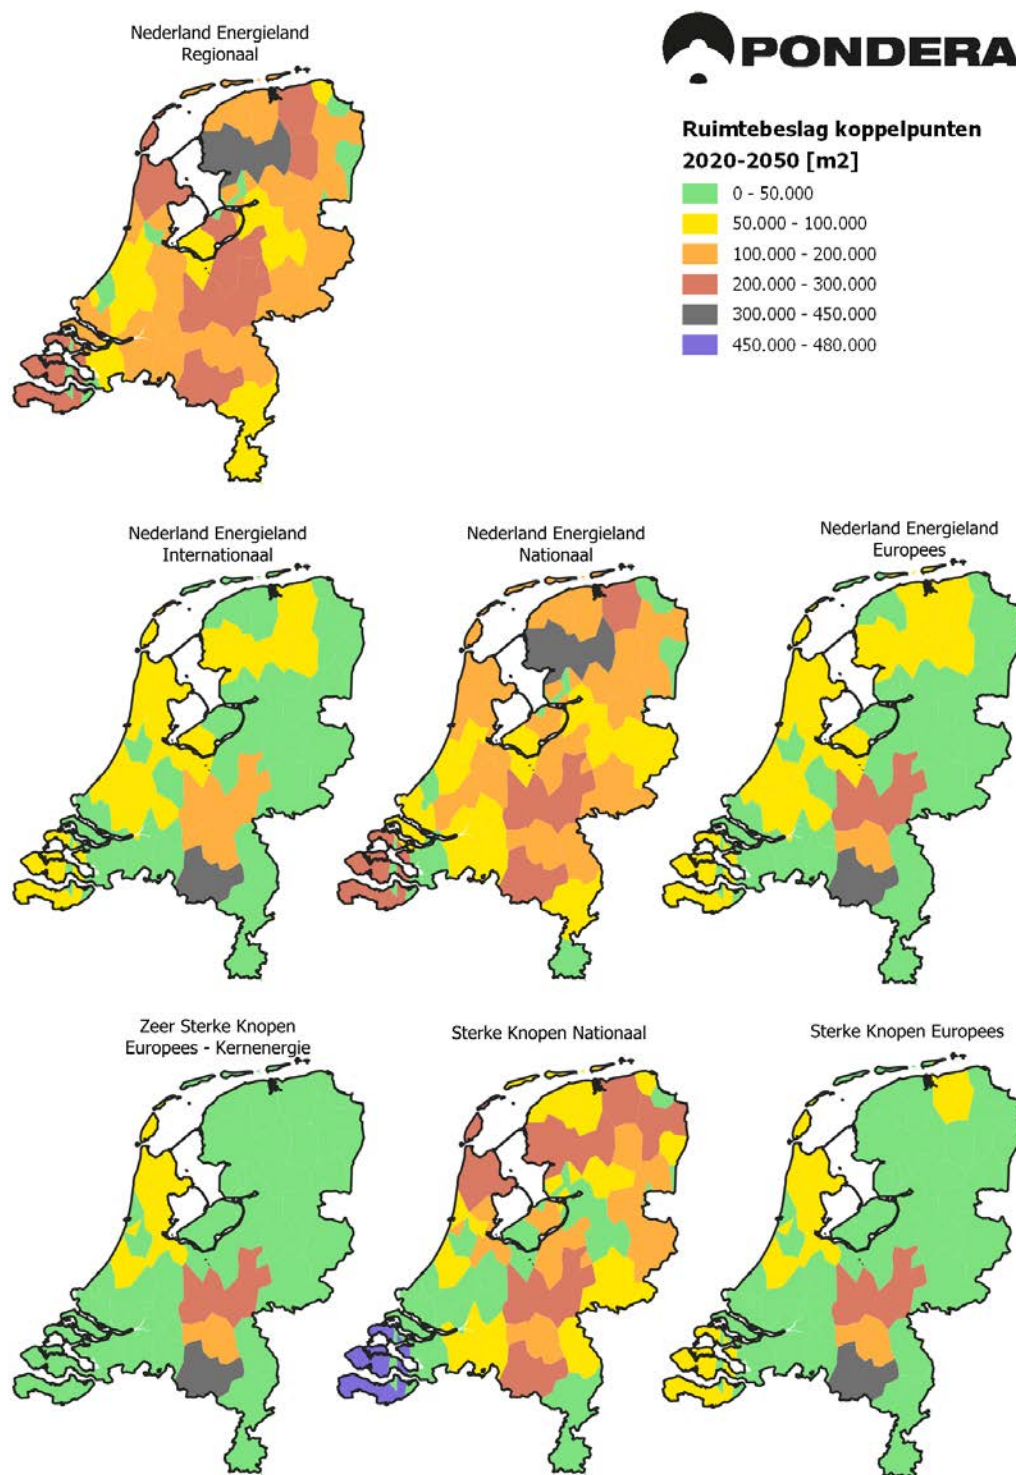 Nederland Energieland
Regionaal
PONDERA
Ruimtebeslag koppelpunten
2020-2050 [m2]
0 - 50.000
50.000 - 100.000
100.000 - 200.000
200.000 - 300.000
300.000 - 450.000
450.000 - 480.000
Nederland Energieland
Internationaal
Nederland Energieland
Nationaal
Nederland Energieland
Europees
Zeer Sterke Knopen
Europees - Kernenergie
Sterke Knopen Nationaal
Sterke Knopen Europees